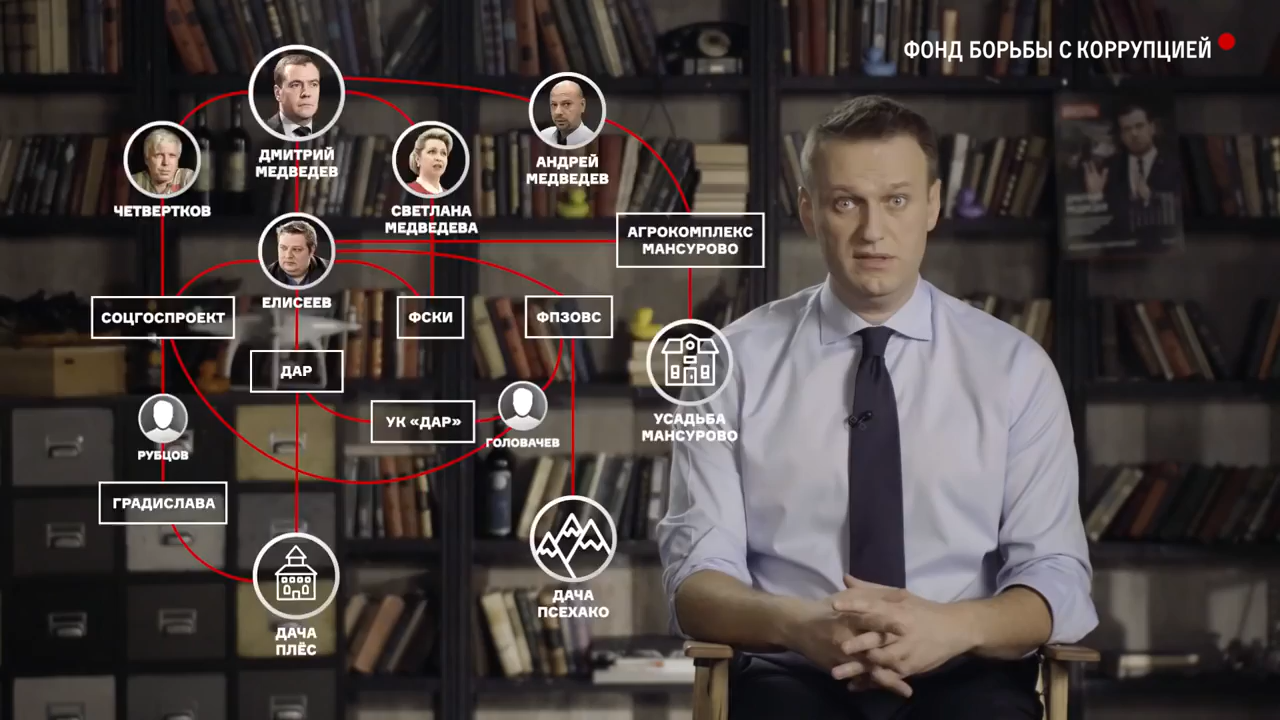 ФОНД БОРЬБЫ С КОРРУПЦИЕЙ
ДМИТРИЙ
МЕДВЕДЕВ
АНДРЕЙ
МЕДВЕДЕВ
ЧЕТВЕРТКОВ
СВЕТЛАНА
МЕДВЕДЕВА
АГРОКОМПЛЕКС
МАНСУРОВО
ЕЛИСЕЕВ
СОЦГОСПРОЕКТ
ФСКИ
ФПЗОВС
ДАР
УК «ДАР»
ГОЛОВАЧЕВ
УСАДЬБА
МАНСУРОВО
РУБЦОВ
ГРАДИСЛАВА
ДАЧА
ПСЕХАКО
ДАЧА
ПЛЁС